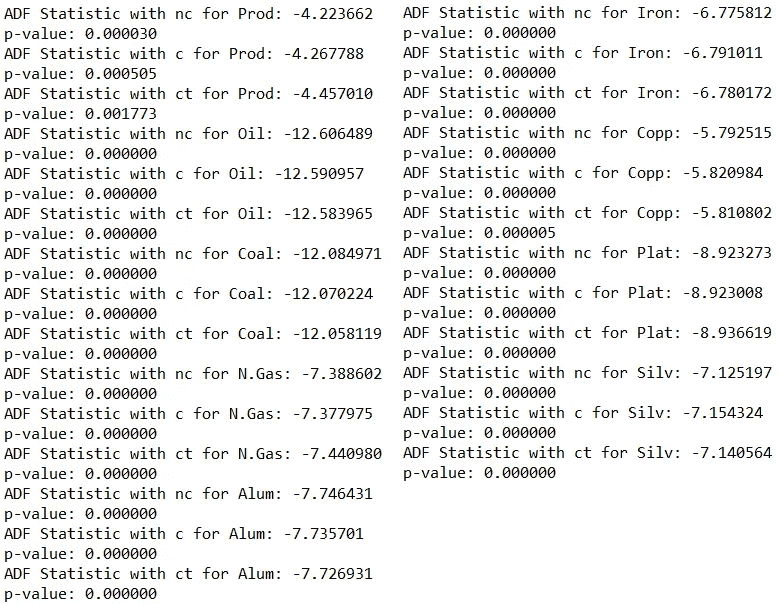 ADF Statistic with nc for Prod: -4.223662
p-value: 0.000030
ADF Statistic with c for Prod: -4.267788
p-value: 0.000505
ADF Statistic with ct for Prod: -4.457010
p-value: 0.001773
ADF Statistic with nc for Oil: -12.606489
p-value: 0.000000
ADF Statistic with c for Oil: -12.590957
p-value: 0.000000
ADF Statistic with ct for Oil: -12.583965
p-value: 0.000000
ADF Statistic with nc for Coal: -12.084971
p-value: 0.000000
ADF Statistic with c for Coal: -12.070224
p-value: 0.000000
ADF Statistic with ct for Coal: -12.058119
p-value: 0.000000
ADF Statistic with nc for N.Gas: -7.388602
p-value: 0.000000
ADF Statistic with c for N.Gas: -7.377975
p-value: 0.000000
ADF Statistic with ct for N.Gas: -7.440980
p-value: 0.000000
ADF Statistic with nc for Alum: -7.746431
p-value: 0.000000
ADF Statistic with c for Alum: -7.735701
p-value: 0.000000
ADF Statistic with ct for Alum: -7.726931
p-value: 0.000000
ADF Statistic with nc for Iron: -6.775812
p-value: 0.000000
ADF Statistic with c for Iron: -6.791011
p-value: 0.000000
ADF Statistic with ct for Iron: -6.780172
p-value: 0.000000
ADF Statistic with nc for Copp: -5.792515
p-value: 0.000000
ADF Statistic with c for Copp: -5.820984
p-value: 0.000000
ADF Statistic with ct for Copp: -5.810802
p-value: 0.000005
ADF Statistic with nc for Plat: -8.923273
p-value: 0.000000
ADF Statistic with c for Plat: -8.923008
p-value: 0.000000
ADF Statistic with ct for Plat: -8.936619
p-value: 0.000000
ADF Statistic with nc for Silv: -7.125197
p-value: 0.000000
ADF Statistic with c for Silv: -7.154324
p-value: 0.000000
ADF Statistic with ct for Silv: -7.140564
p-value: 0.000000